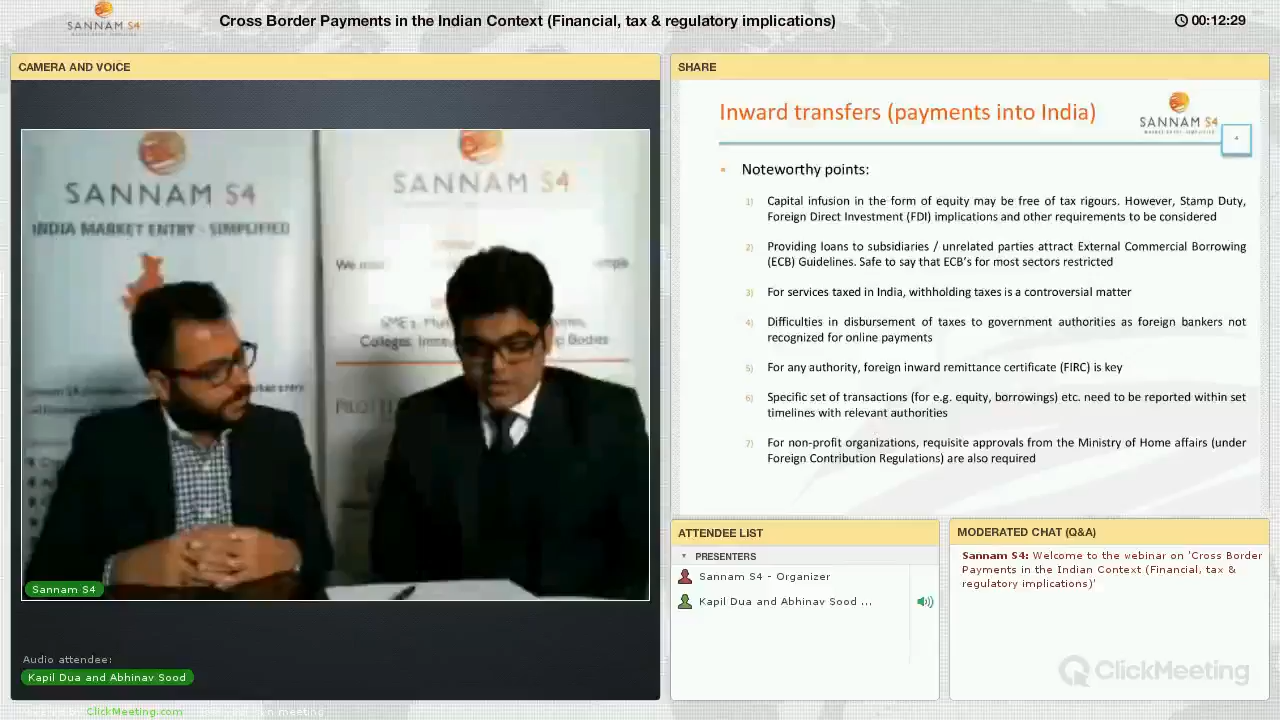 SANNAM S4
MARKET ENTRY - SIMPLIFIED
Cross Border Payments in the Indian Context (Financial, tax & regulatory implications)
00:12:29
CAMERA AND VOICE
SANNAM S4
INDIA MARKET ENTRY - SIMPLIFIED
SANNAM S4
We
Colleges,
Bodies
Sannam S4
Audio attendee:
Kapil Dua and Abhinav Sood
ClickMeeting.com
SHARE
Inward transfers (payments into India)
SANNAM S4
MARKET ENTRY - SIMPLIFIED
4
▪ Noteworthy points:
1) Capital infusion in the form of equity may be free of tax rigours. However, Stamp Duty,
Foreign Direct Investment (FDI) implications and other requirements to be considered
2) Providing loans to subsidiaries / unrelated parties attract External Commercial Borrowing
(ECB) Guidelines. Safe to say that ECB's for most sectors restricted
3) For services taxed in India, withholding taxes is a controversial matter
4) Difficulties in disbursement of taxes to government authorities as foreign bankers not
recognized for online payments
5) For any authority, foreign inward remittance certificate (FIRC) is key
6) Specific set of transactions (for e.g. equity, borrowings) etc. need to be reported within set
timelines with relevant authorities
7) For non-profit organizations, requisite approvals from the Ministry of Home affairs (under
Foreign Contribution Regulations) are also required
ATTENDEE LIST
PRESENTERS
Sannam S4 - Organizer
Kapil Dua and Abhinav Sood ...
MODERATED CHAT (Q&A)
Sannam S4: Welcome to the webinar on 'Cross Border
Payments in the Indian Context (Financial, tax &
regulatory implications)'
ClickMeeting